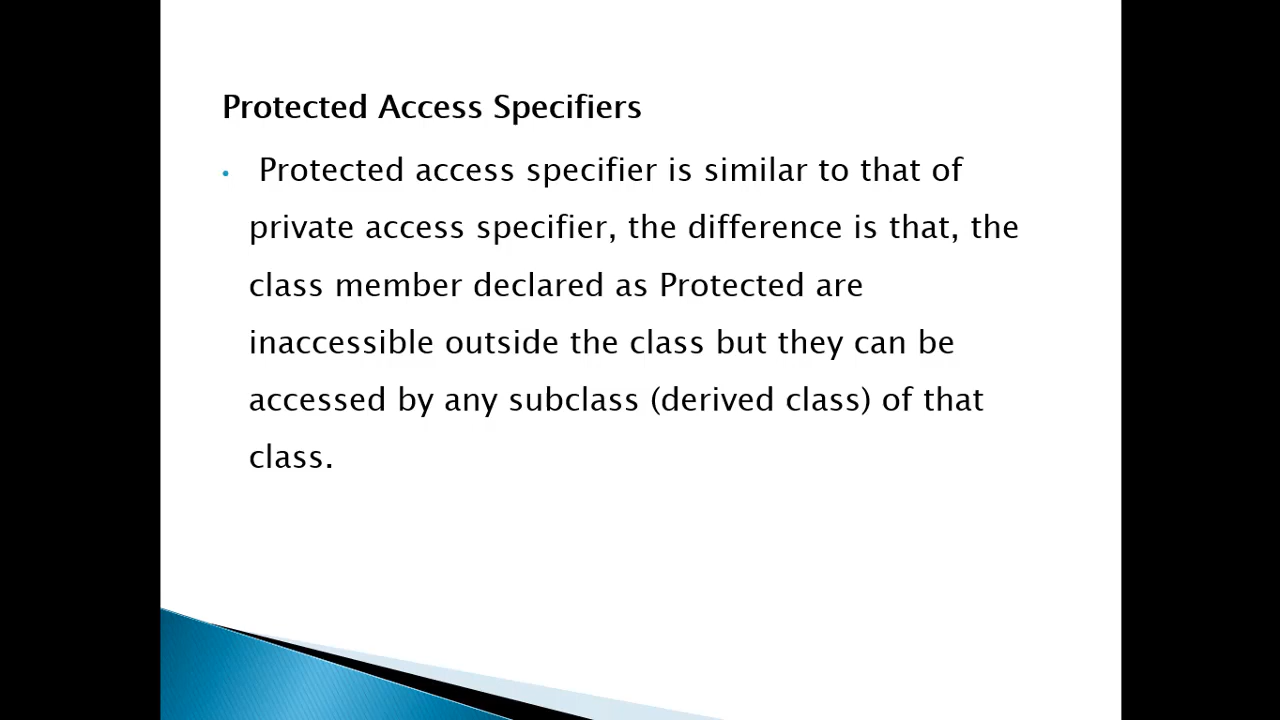 Protected Access Specifiers
• Protected access specifier is similar to that of
private access specifier, the difference is that, the
class member declared as Protected are
inaccessible outside the class but they can be
accessed by any subclass (derived class) of that
class.